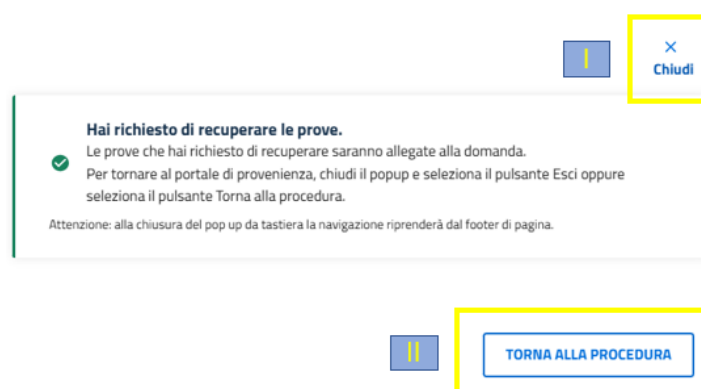 I
Chiudi
Hai richiesto di recuperare le prove.
Le prove che hai richiesto di recuperare saranno allegate alla domanda.
Per tornare al portale di provenienza, chiudi il popup e seleziona il pulsante Esci oppure
seleziona il pulsante Torna alla procedura.
Attenzione: alla chiusura del pop up da tastiera la navigazione riprenderà dal footer di pagina.
II
TORNA ALLA PROCEDURA